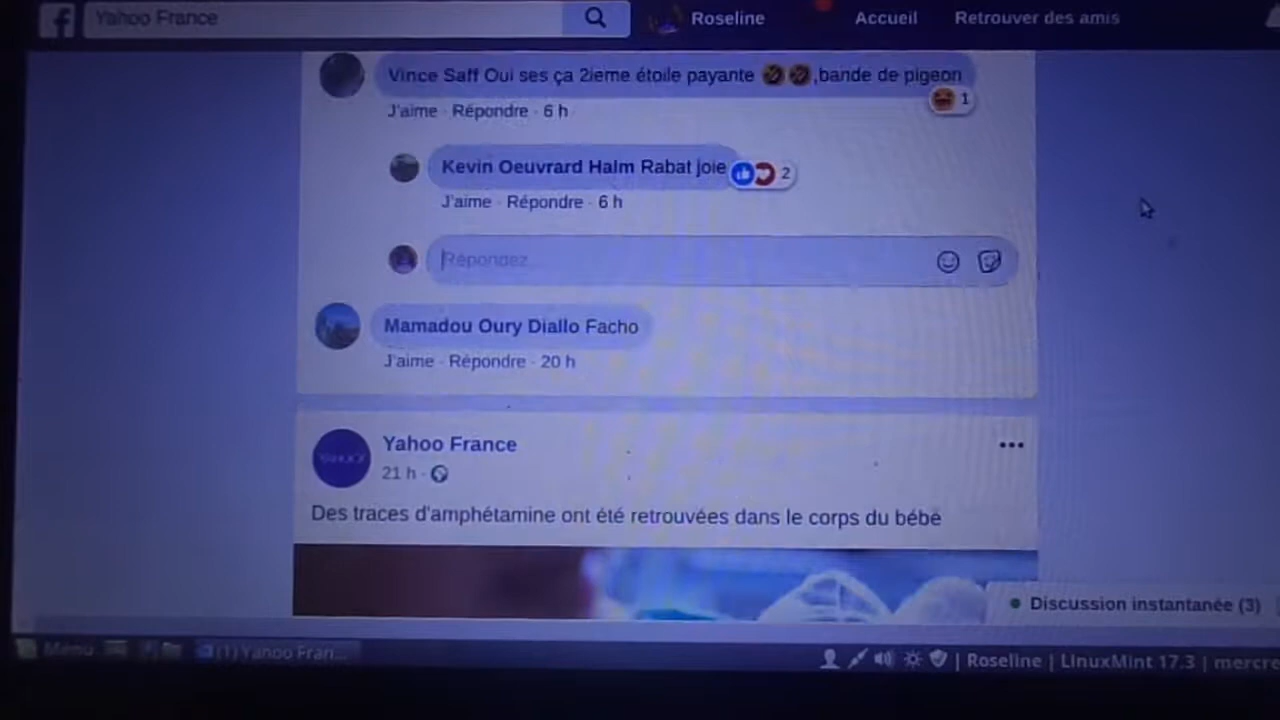 Yahoo France
Roseline
Accueil
Retrouver des amis
Vince Saff Oui ses ça 2ieme étoile payante 🤣🤣,bande de pigeon
1
J'aime · Répondre · 6 h
Kevin Oeuvrard Halm Rabat joie
2
J'aime · Répondre · 6 h
Répondez
Mamadou Oury Diallo Facho
J'aime · Répondre · 20 h
Yahoo France
21 h ·
Des traces d'amphétamine ont été retrouvées dans le corps du bébé
Discussion instantanée (3)
Menu
(1) Yahoo Fran...
| Roseline | LinuxMint 17.3 | mercre